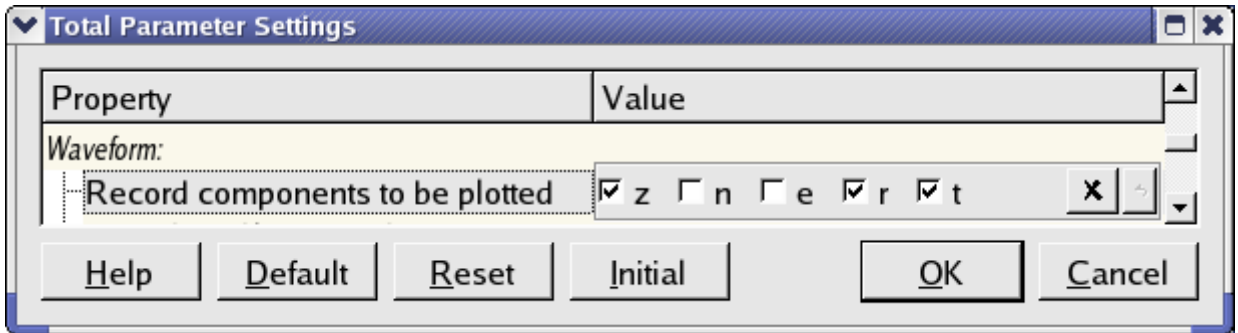 Total Parameter Settings
Property Value
Waveform:
Record components to be plotted z n e r t x
Help Default Reset Initial OK Cancel